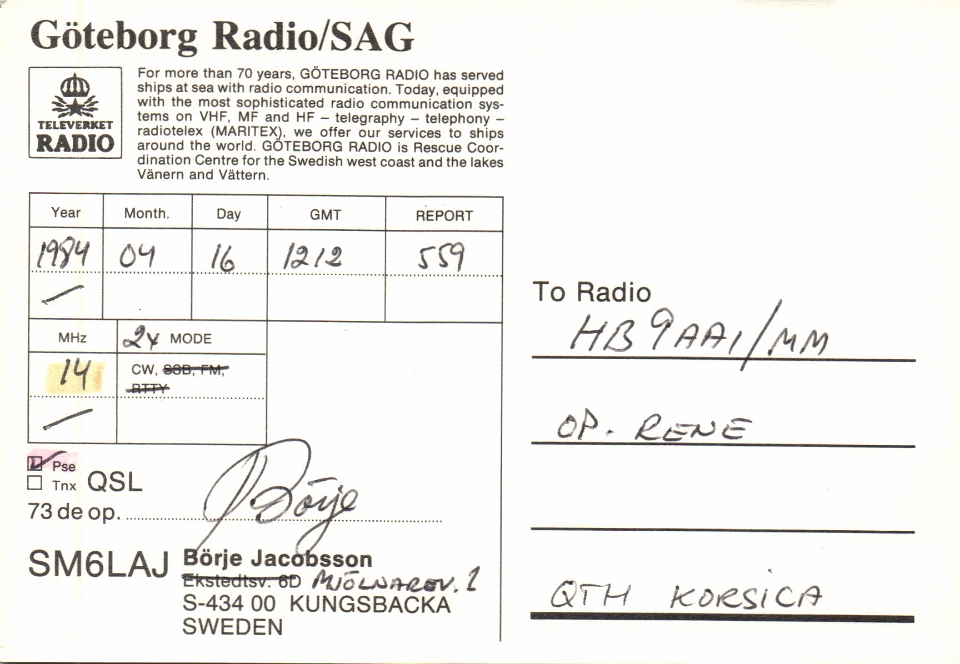 Göteborg Radio/SAG
TELEVERKET
RADIO
For more than 70 years, GÖTEBORG RADIO has served
ships at sea with radio communication. Today, equipped
with the most sophisticated radio communication sys-
tems on VHF, MF and HF – telegraphy – telephony –
radiotelex (MARITEX), we offer our services to ships
around the world. GÖTEBORG RADIO is Rescue Coor-
dination Centre for the Swedish west coast and the lakes
Vänern and Vättern.
Year Month. Day GMT REPORT
1984 04 16 1212 559
MHz 2x MODE
14 CW, SSB, FM,
RTTY
Pse
Tnx QSL
73 de op. Börje
SM6LAJ Börje Jacobsson
Ekstedtsv. 6D MJÖLNAREV. 2
S-434 00 KUNGSBACKA
SWEDEN
To Radio
HB9AAI/MM
OP. RENE
QTH KORSICA